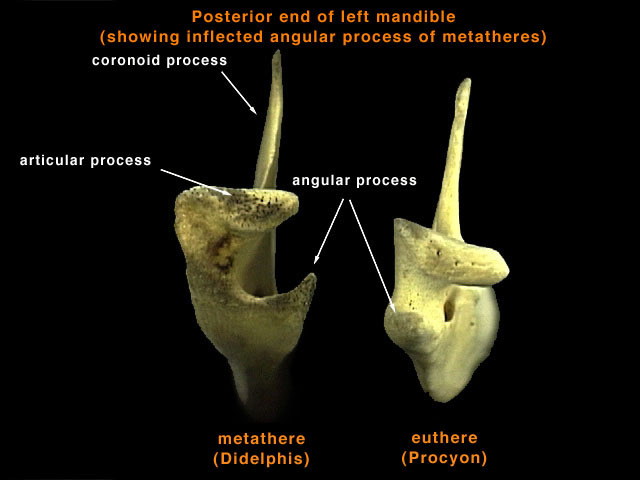 Posterior end of left mandible
(showing inflected angular process of metatheres)
coronoid process
articular process
angular process
metathere
(Didelphis)
euthere
(Procyon)